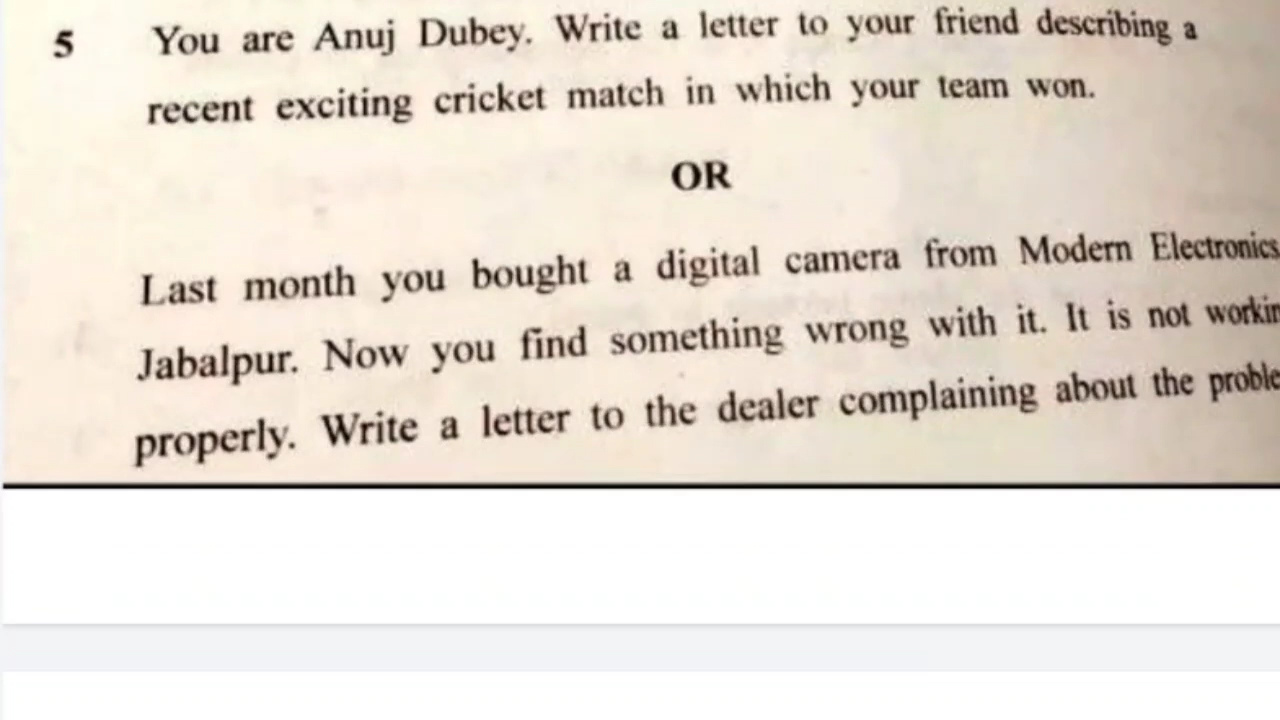 5 You are Anuj Dubey. Write a letter to your friend describing a
recent exciting cricket match in which your team won.
OR
Last month you bought a digital camera from Modern Electronics
Jabalpur. Now you find something wrong with it. It is not workin
properly. Write a letter to the dealer complaining about the proble